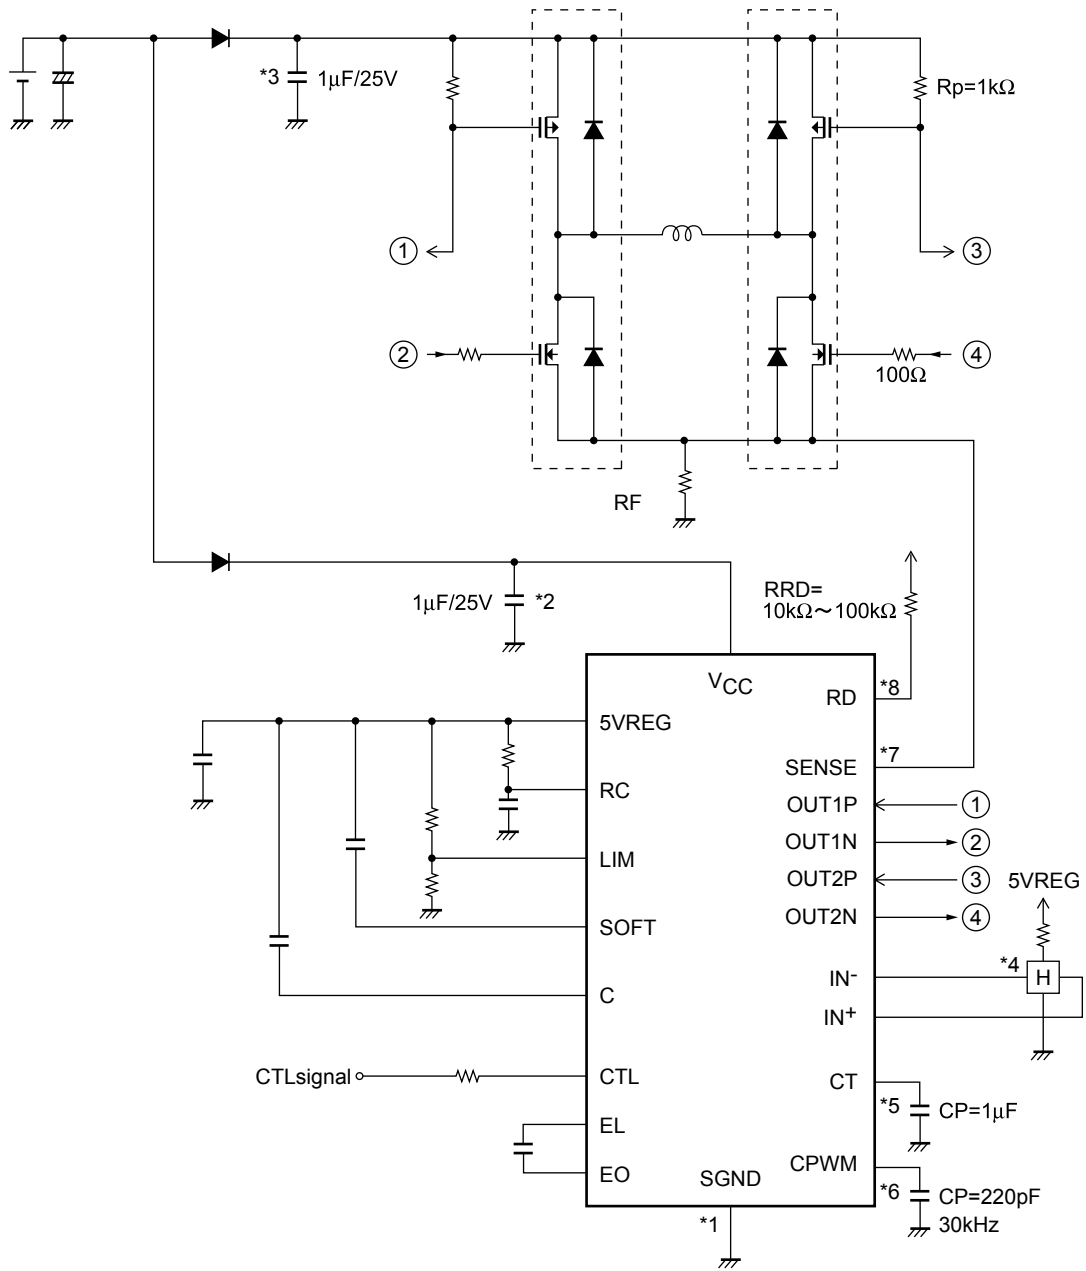 *3 1μF/25V
Rp=1kΩ
①
③
②
④
100Ω
RF
RRD=
10kΩ～100kΩ
1μF/25V *2
VCC
RD
*8
5VREG
SENSE
*7
RC
OUT1P
①
OUT1N
②
LIM
OUT2P
③
5VREG
OUT2N
④
SOFT
IN-
*4
H
C
IN+
CTLsignal
CTL
CT
*5
CP=1μF
EL
CPWM
EO
SGND
*6
CP=220pF
30kHz
*1